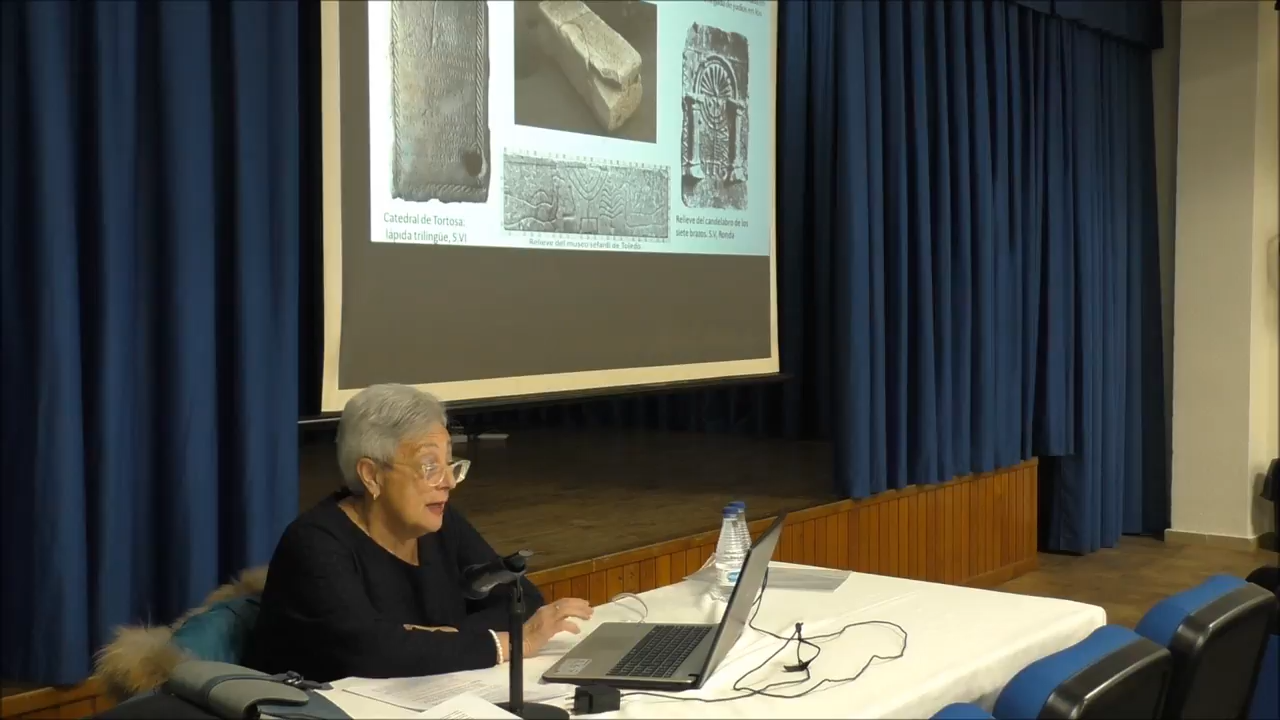 Catedral de Tortosa:
lapida trilingüe, S.VI
Relieve del museo sefardí de Toledo
Relieve del candelabro de los
siete brazos. S.V, Ronda